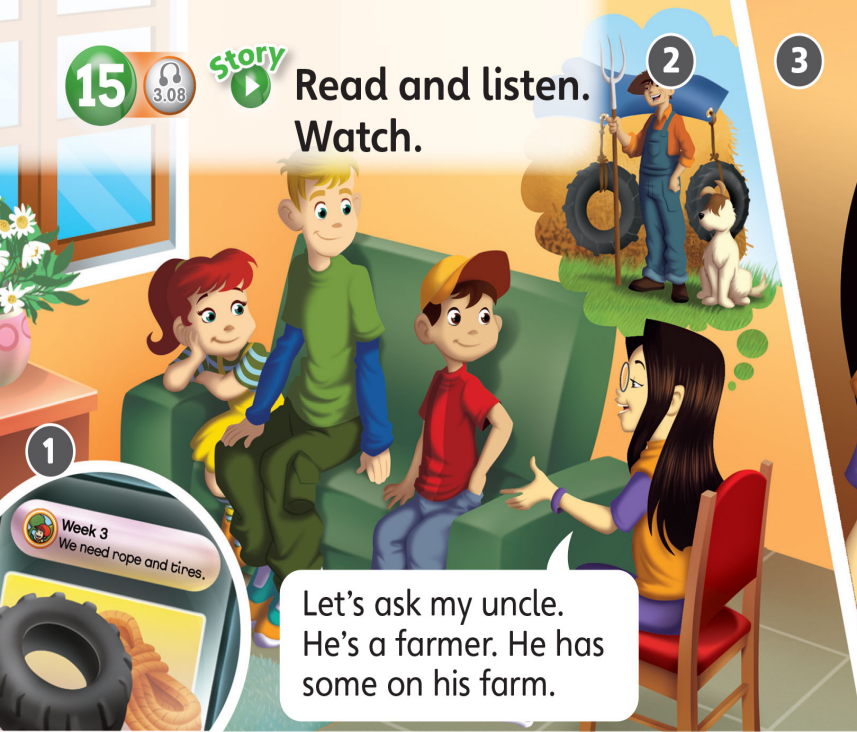 15
3.08
Story
Read and listen.
Watch.
2
3
1
Week 3
We need rope and tires.
Let's ask my uncle.
He's a farmer. He has
some on his farm.